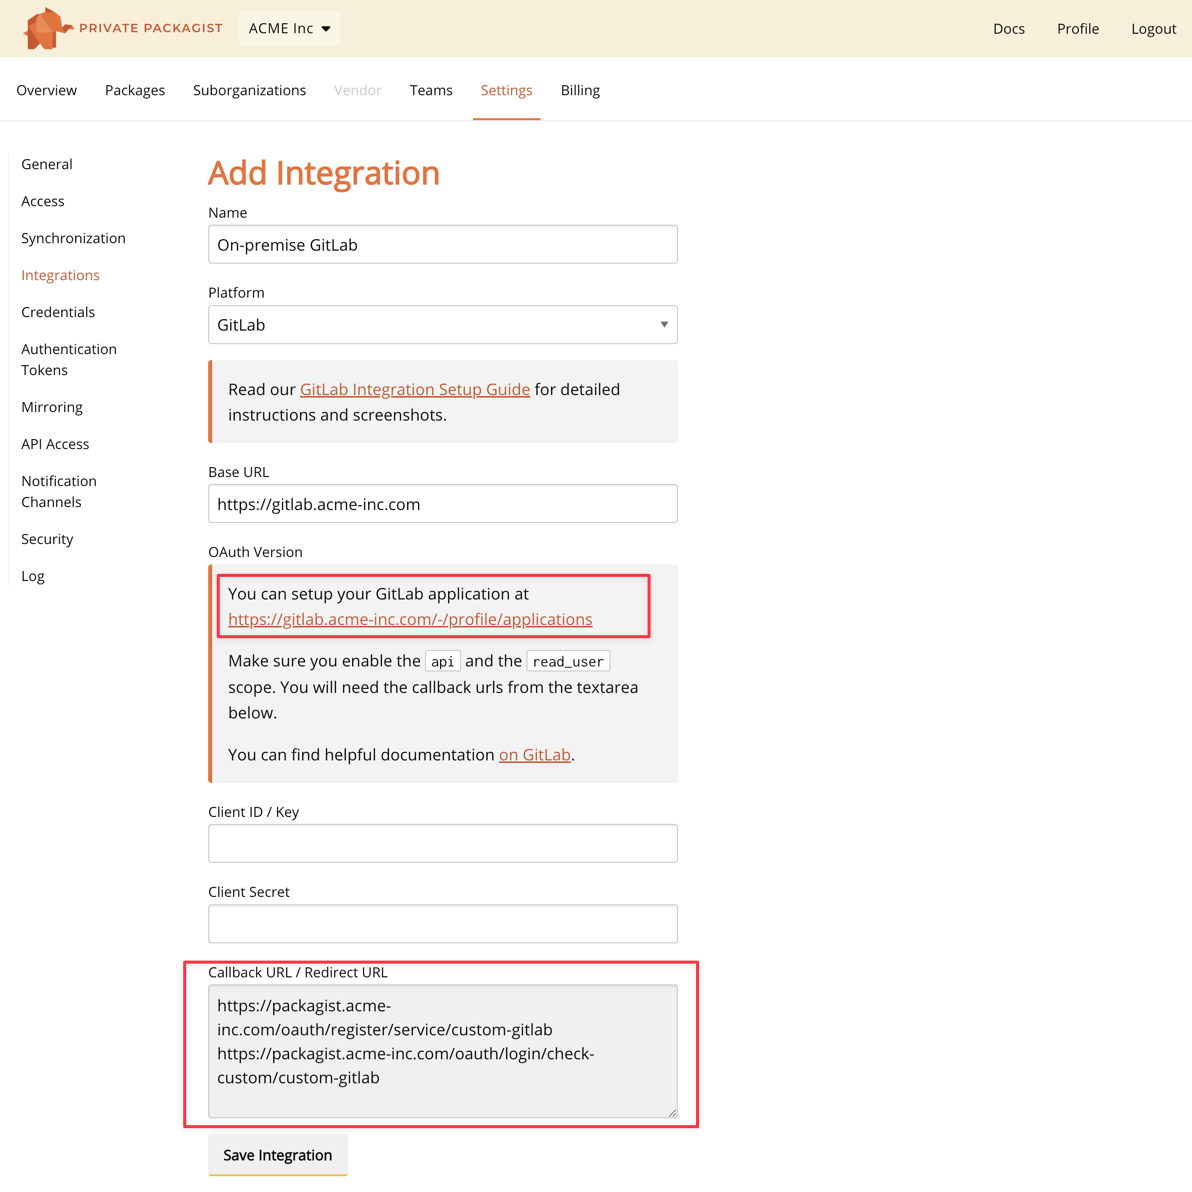 PRIVATE PACKAGIST
ACME Inc
Docs
Profile
Logout
Overview
Packages
Suborganizations
Vendor
Teams
Settings
Billing
General
Access
Synchronization
Integrations
Credentials
Authentication
Tokens
Mirroring
API Access
Notification
Channels
Security
Log
Add Integration
Name
On-premise GitLab
Platform
GitLab
Read our GitLab Integration Setup Guide for detailed
instructions and screenshots.
Base URL
https://gitlab.acme-inc.com
OAuth Version
You can setup your GitLab application at
https://gitlab.acme-inc.com/-/profile/applications
Make sure you enable the api and the read_user
scope. You will need the callback urls from the textarea
below.
You can find helpful documentation on GitLab.
Client ID / Key
Client Secret
Callback URL / Redirect URL
https://packagist.acme-
inc.com/oauth/register/service/custom-gitlab
https://packagist.acme-inc.com/oauth/login/check-
custom/custom-gitlab
Save Integration